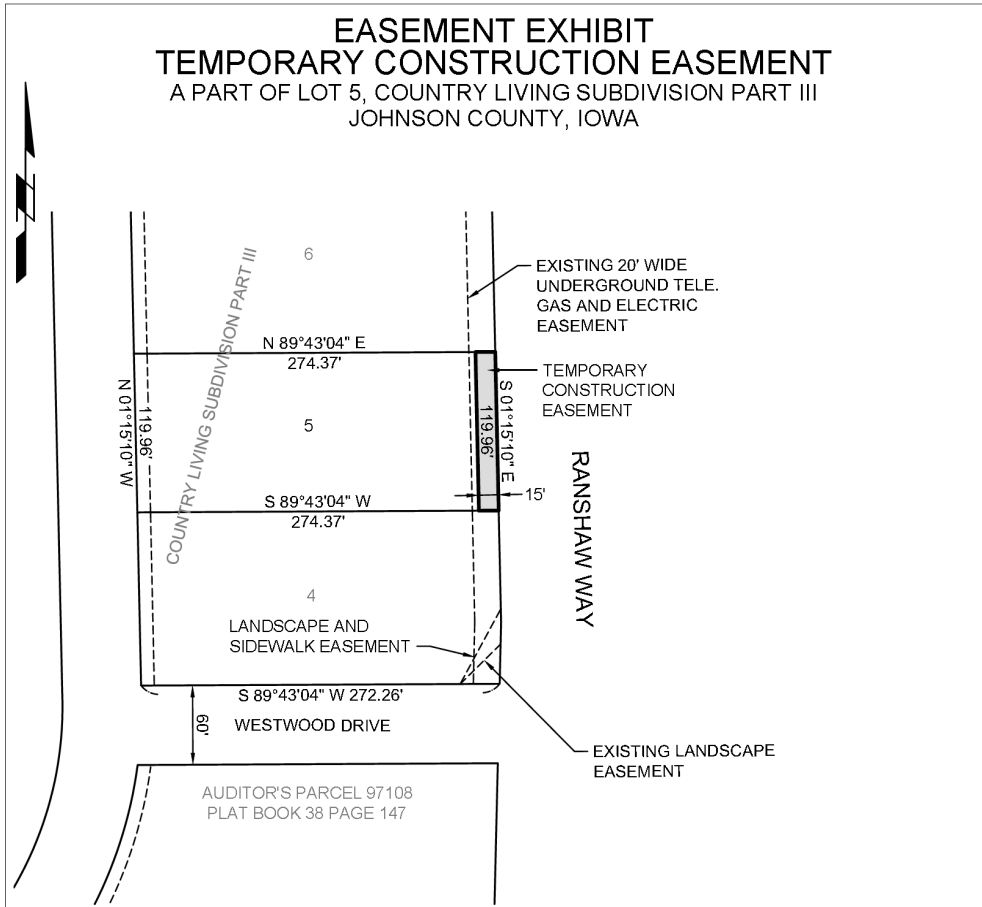 EASEMENT EXHIBIT
TEMPORARY CONSTRUCTION EASEMENT
A PART OF LOT 5, COUNTRY LIVING SUBDIVISION PART III
JOHNSON COUNTY, IOWA
N
6
COUNTRY LIVING SUBDIVISION PART III
EXISTING 20' WIDE
UNDERGROUND TELE.
GAS AND ELECTRIC
EASEMENT
N 89°43'04" E
274.37'
TEMPORARY
CONSTRUCTION
EASEMENT
N 01°15'10" W
119.96'
5
119.96'
S 01°15'10" E
RANSHAW WAY
15'
S 89°43'04" W
274.37'
4
LANDSCAPE AND
SIDEWALK EASEMENT
S 89°43'04" W 272.26'
60'
WESTWOOD DRIVE
EXISTING LANDSCAPE
EASEMENT
AUDITOR'S PARCEL 97108
PLAT BOOK 38 PAGE 147